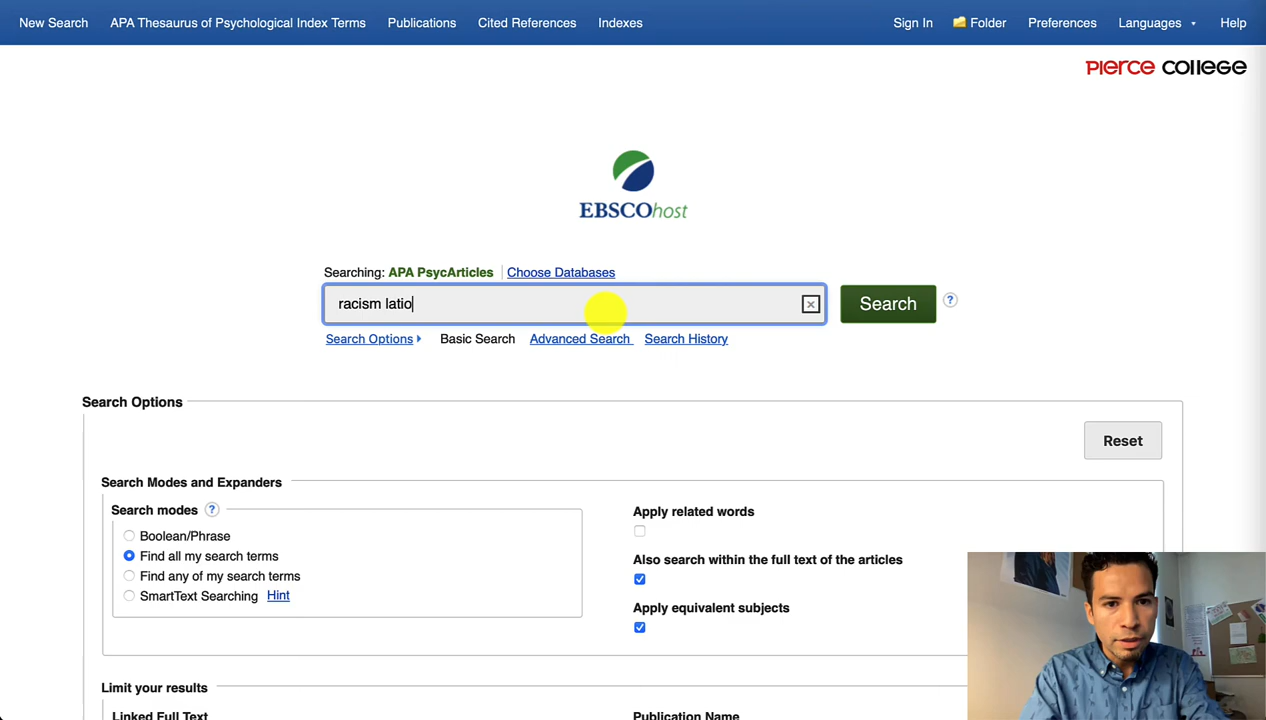 New Search APA Thesaurus of Psychological Index Terms Publications Cited References Indexes Sign In Folder Preferences Languages Help
PIERCE COLLEGE
EBSCOhost
Searching: APA PsycArticles Choose Databases
racism latio
Search
?
Search Options Basic Search Advanced Search Search History
Search Options
Reset
Search Modes and Expanders
Search modes ?
Boolean/Phrase
Find all my search terms
Find any of my search terms
SmartText Searching Hint
Apply related words
Also search within the full text of the articles
Apply equivalent subjects
Limit your results
Linked Full Text
Publication Name